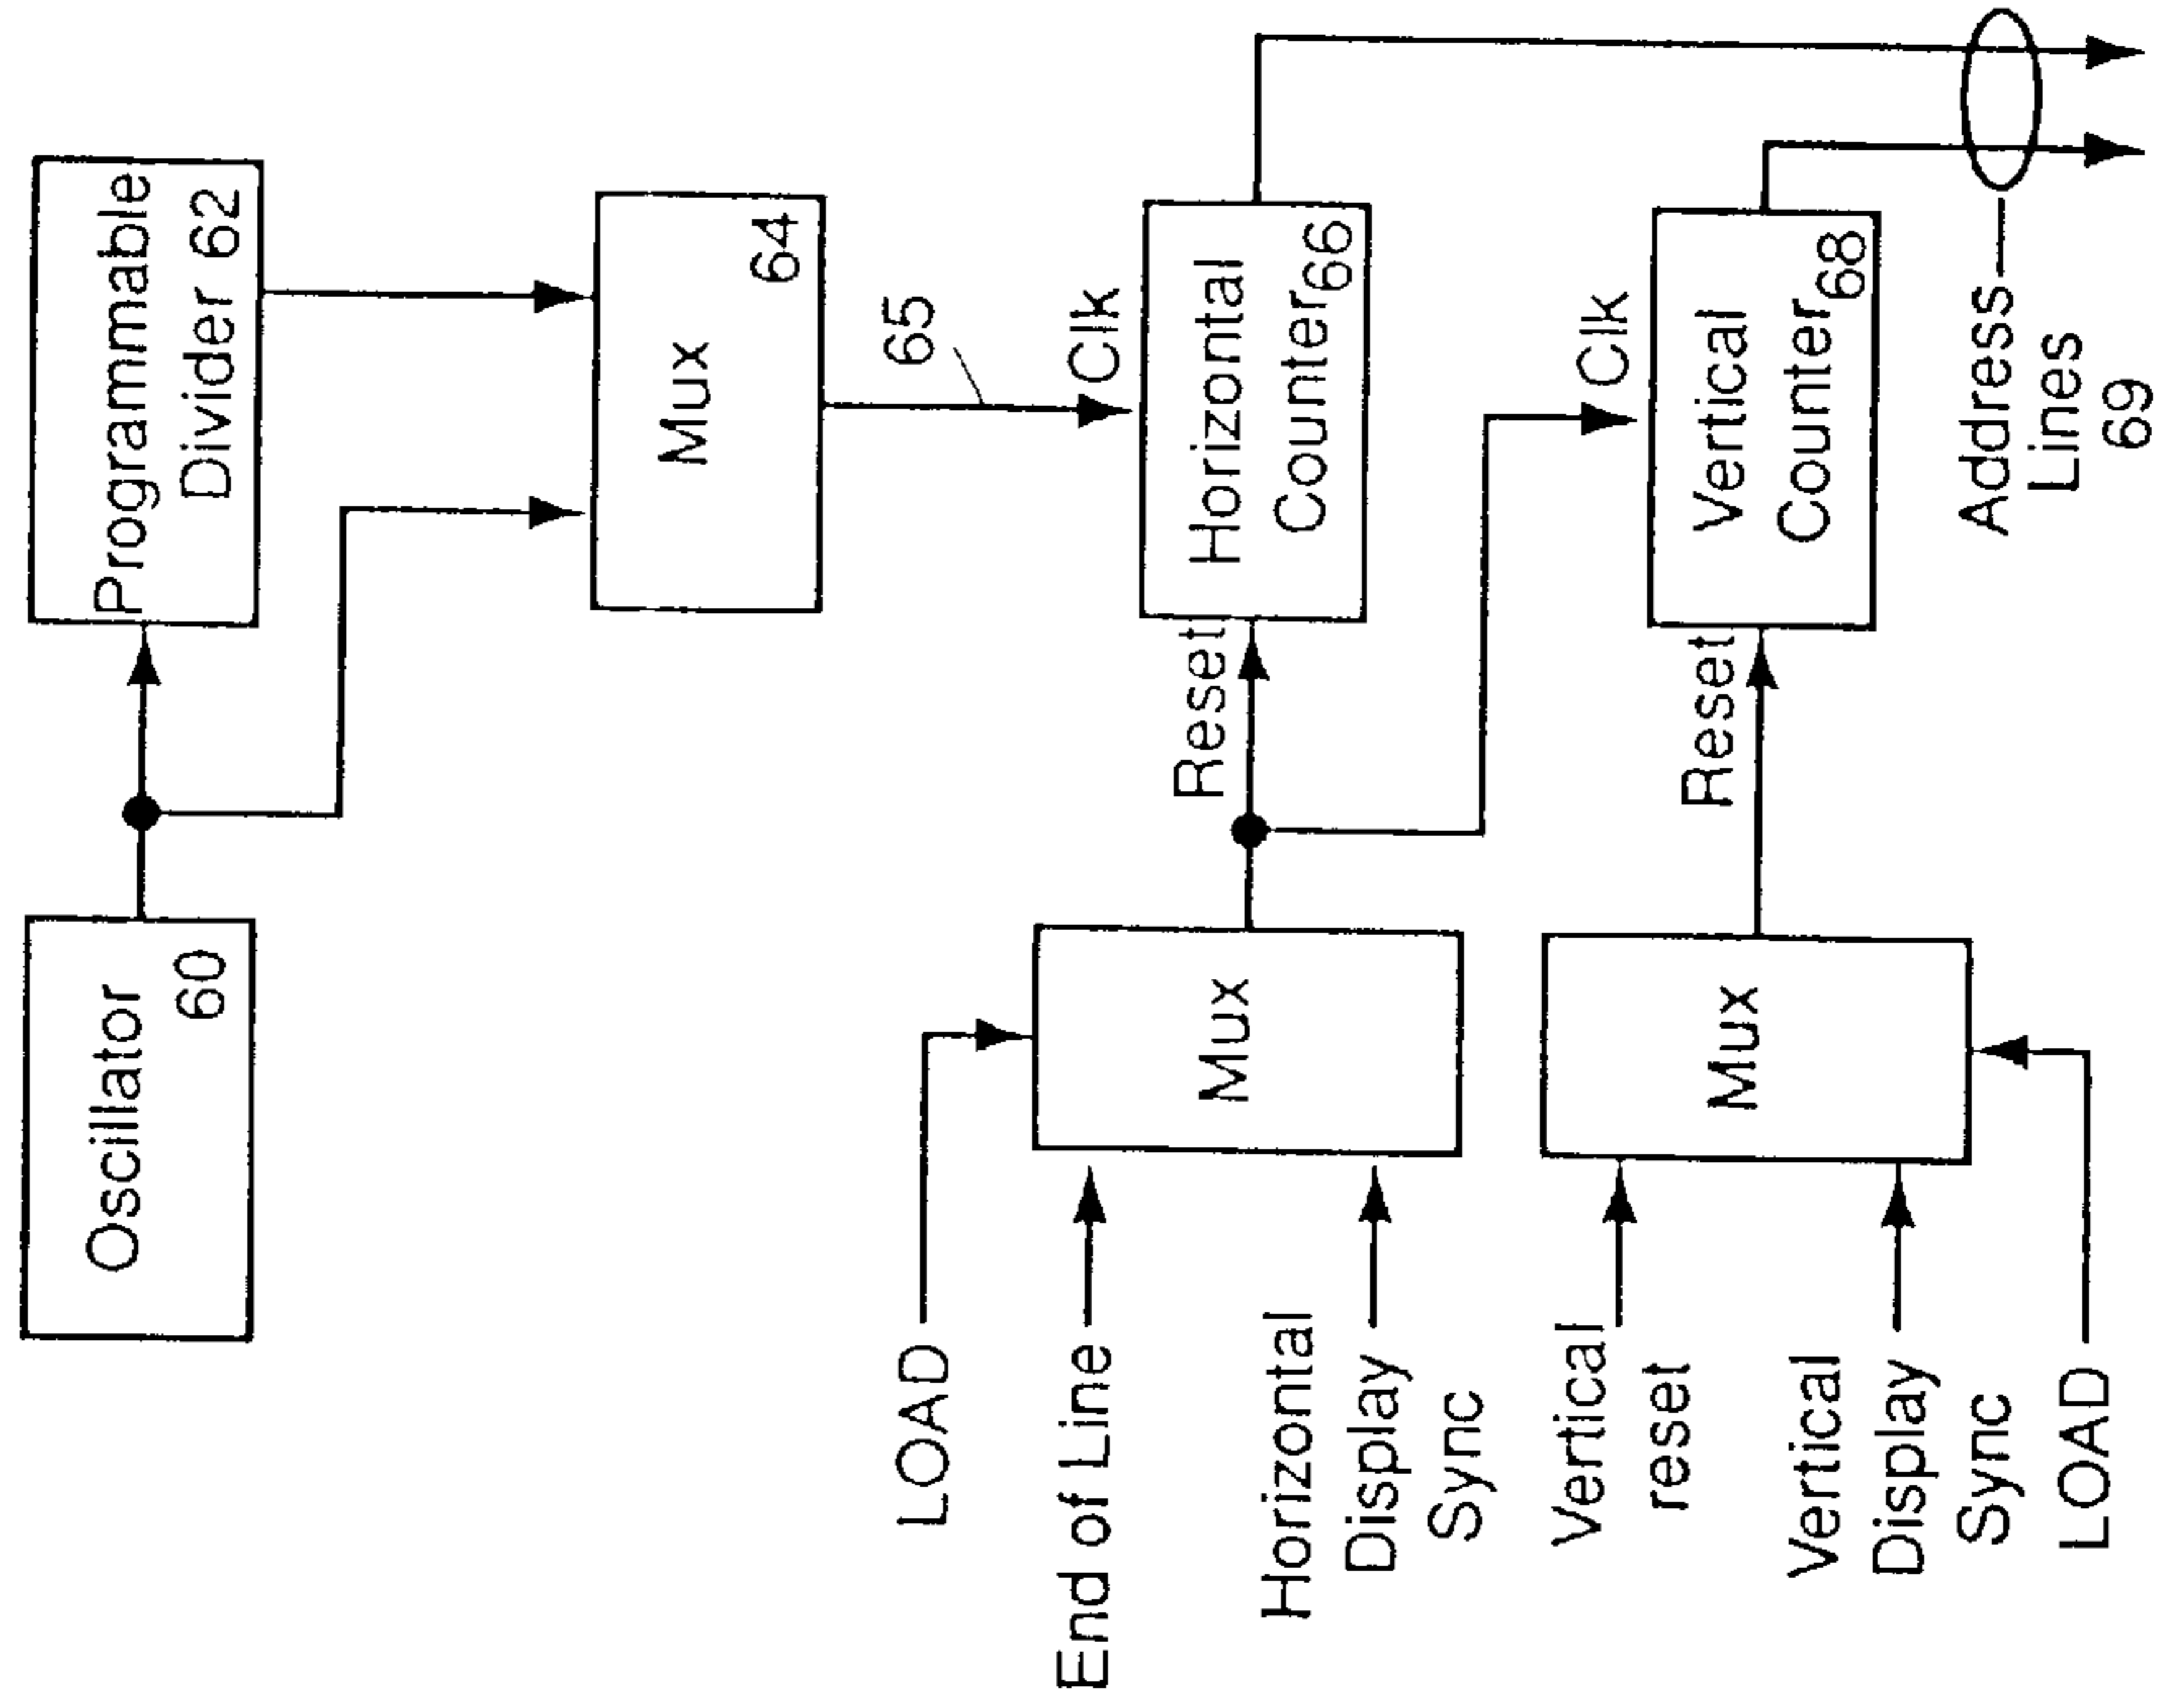 Oscillator
60
Programmable
Divider 62
Mux
64
65
LOAD
End of Line
Horizontal
Display
Sync
Mux
Reset
Clk
Horizontal
Counter 66
Vertical
reset
Vertical
Display
Sync
LOAD
Mux
Reset
Clk
Vertical
Counter 68
Address
Lines
69